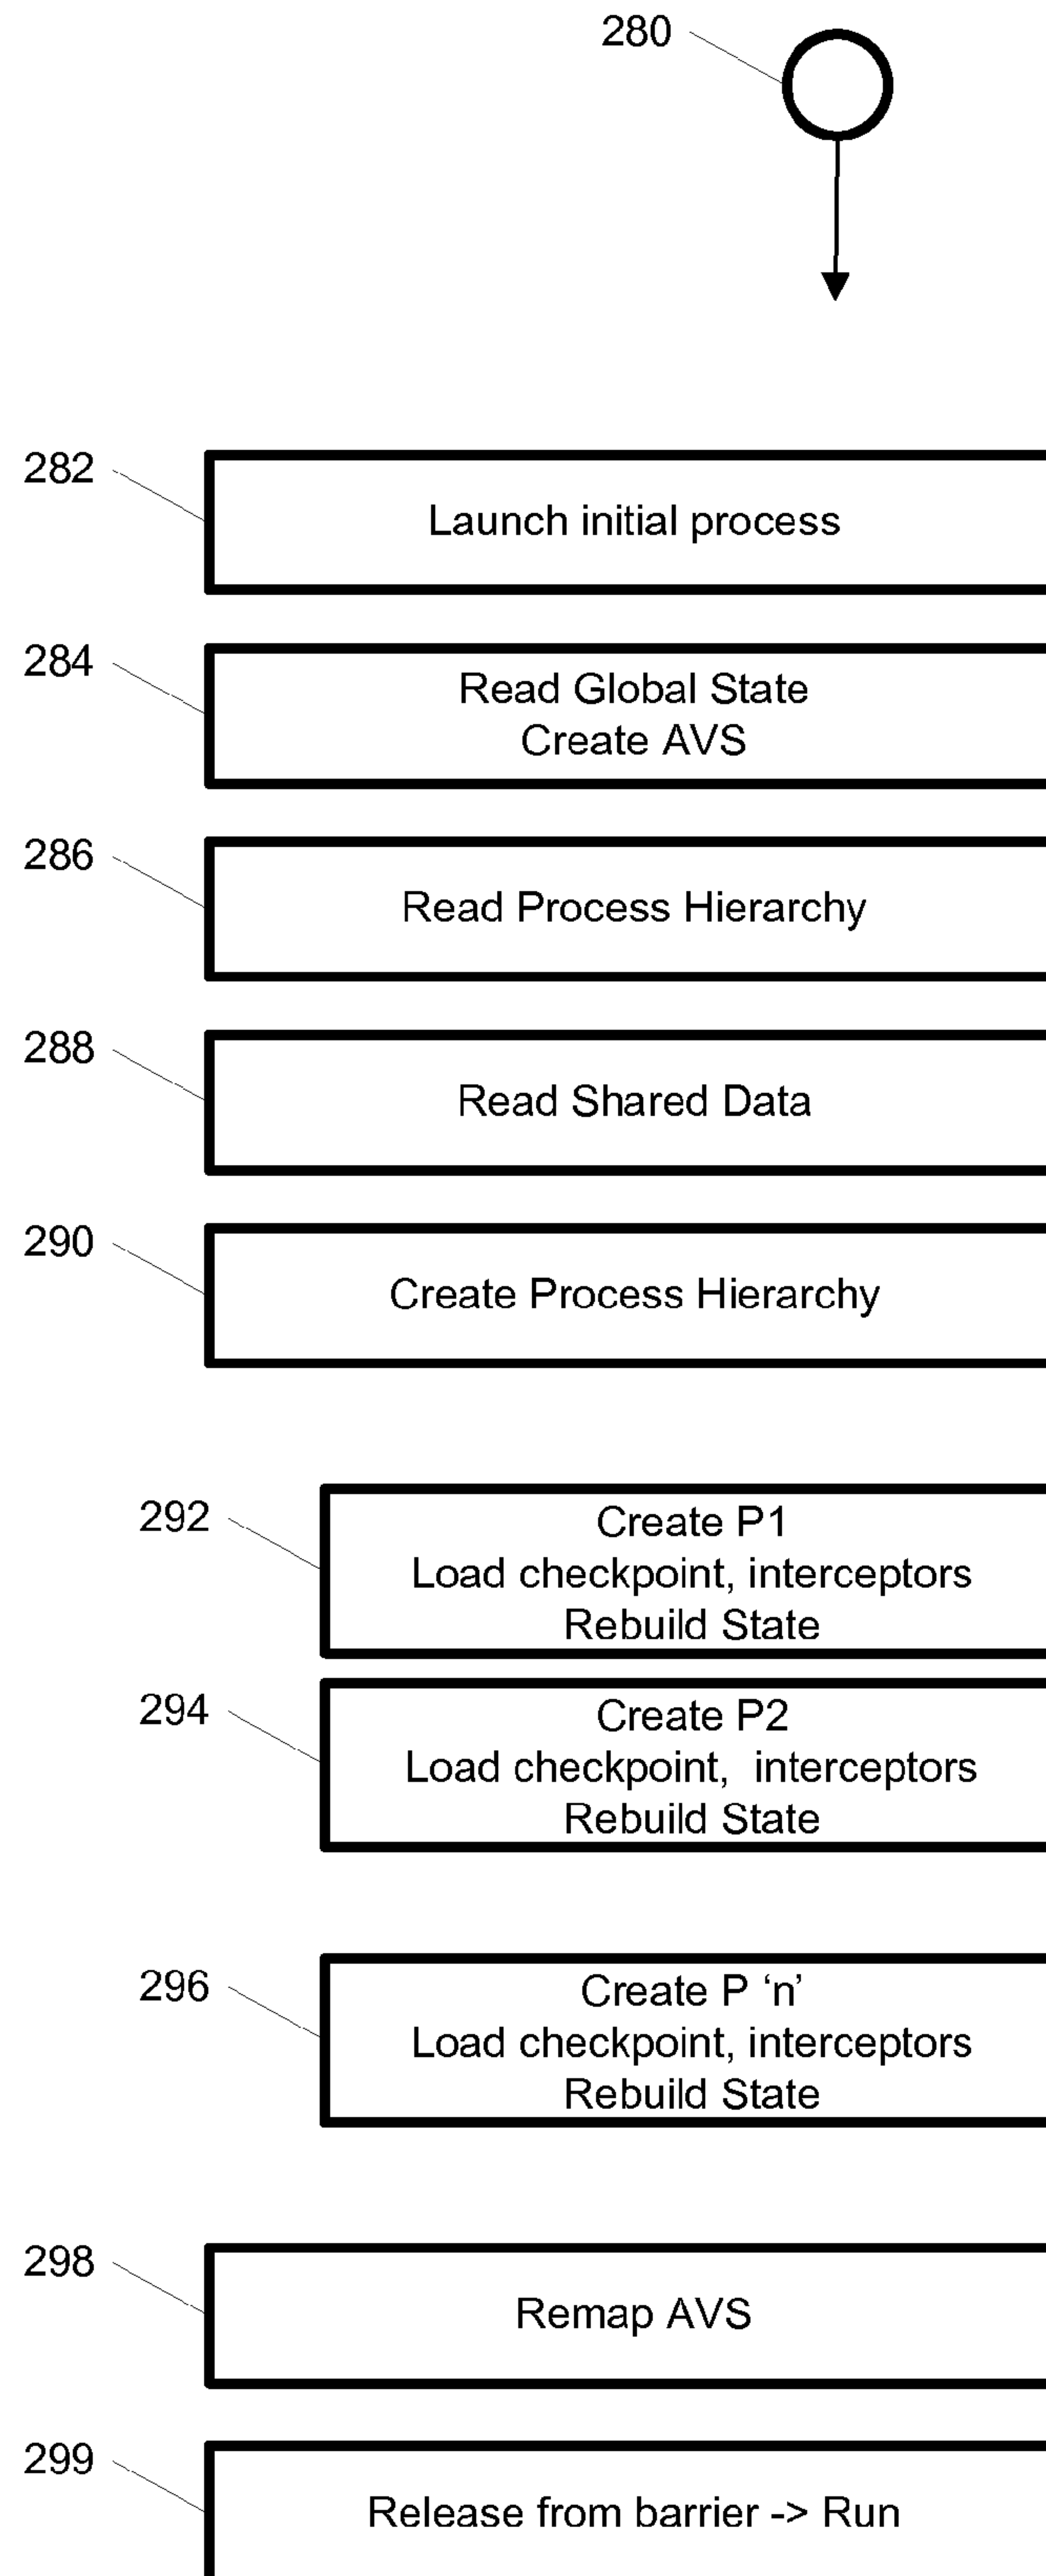 280
282
Launch initial process
284
Read Global State
Create AVS
286
Read Process Hierarchy
288
Read Shared Data
290
Create Process Hierarchy
292
Create P1
Load checkpoint, interceptors
Rebuild State
294
Create P2
Load checkpoint,  interceptors
Rebuild State
296
Create P ‘n’
Load checkpoint, interceptors
Rebuild State
298
Remap AVS
299
Release from barrier -> Run